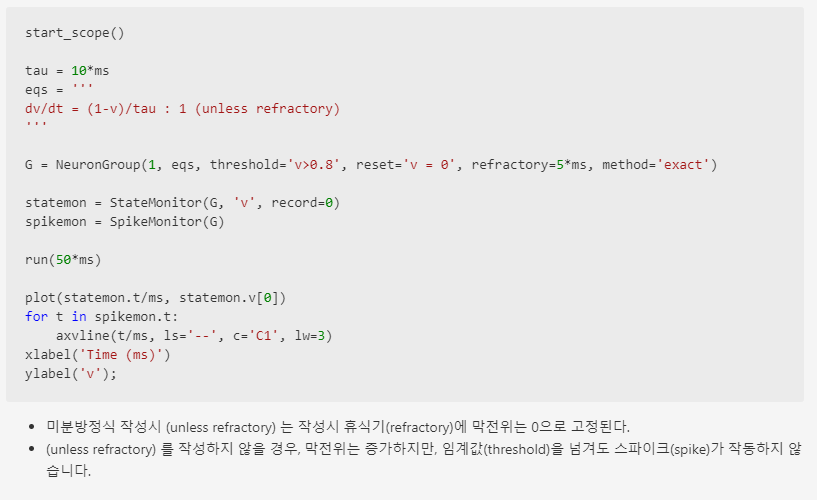 start_scope()
tau = 10*ms
eqs = '''
dv/dt = (1-v)/tau : 1 (unless refractory)
'''
G = NeuronGroup(1, eqs, threshold='v>0.8', reset='v = 0', refractory=5*ms, method='exact')
statemon = StateMonitor(G, 'v', record=0)
spikemon = SpikeMonitor(G)
run(50*ms)
plot(statemon.t/ms, statemon.v[0])
for t in spikemon.t:
    axvline(t/ms, ls='--', c='C1', lw=3)
xlabel('Time (ms)')
ylabel('v');
• 미분방정식 작성시 (unless refractory) 는 작성시 휴식기(refractory)에 막전위는 0으로 고정된다.
• (unless refractory) 를 작성하지 않을 경우, 막전위는 증가하지만, 임계값(threshold)을 넘겨도 스파이크(spike)가 작동하지 않
습니다.